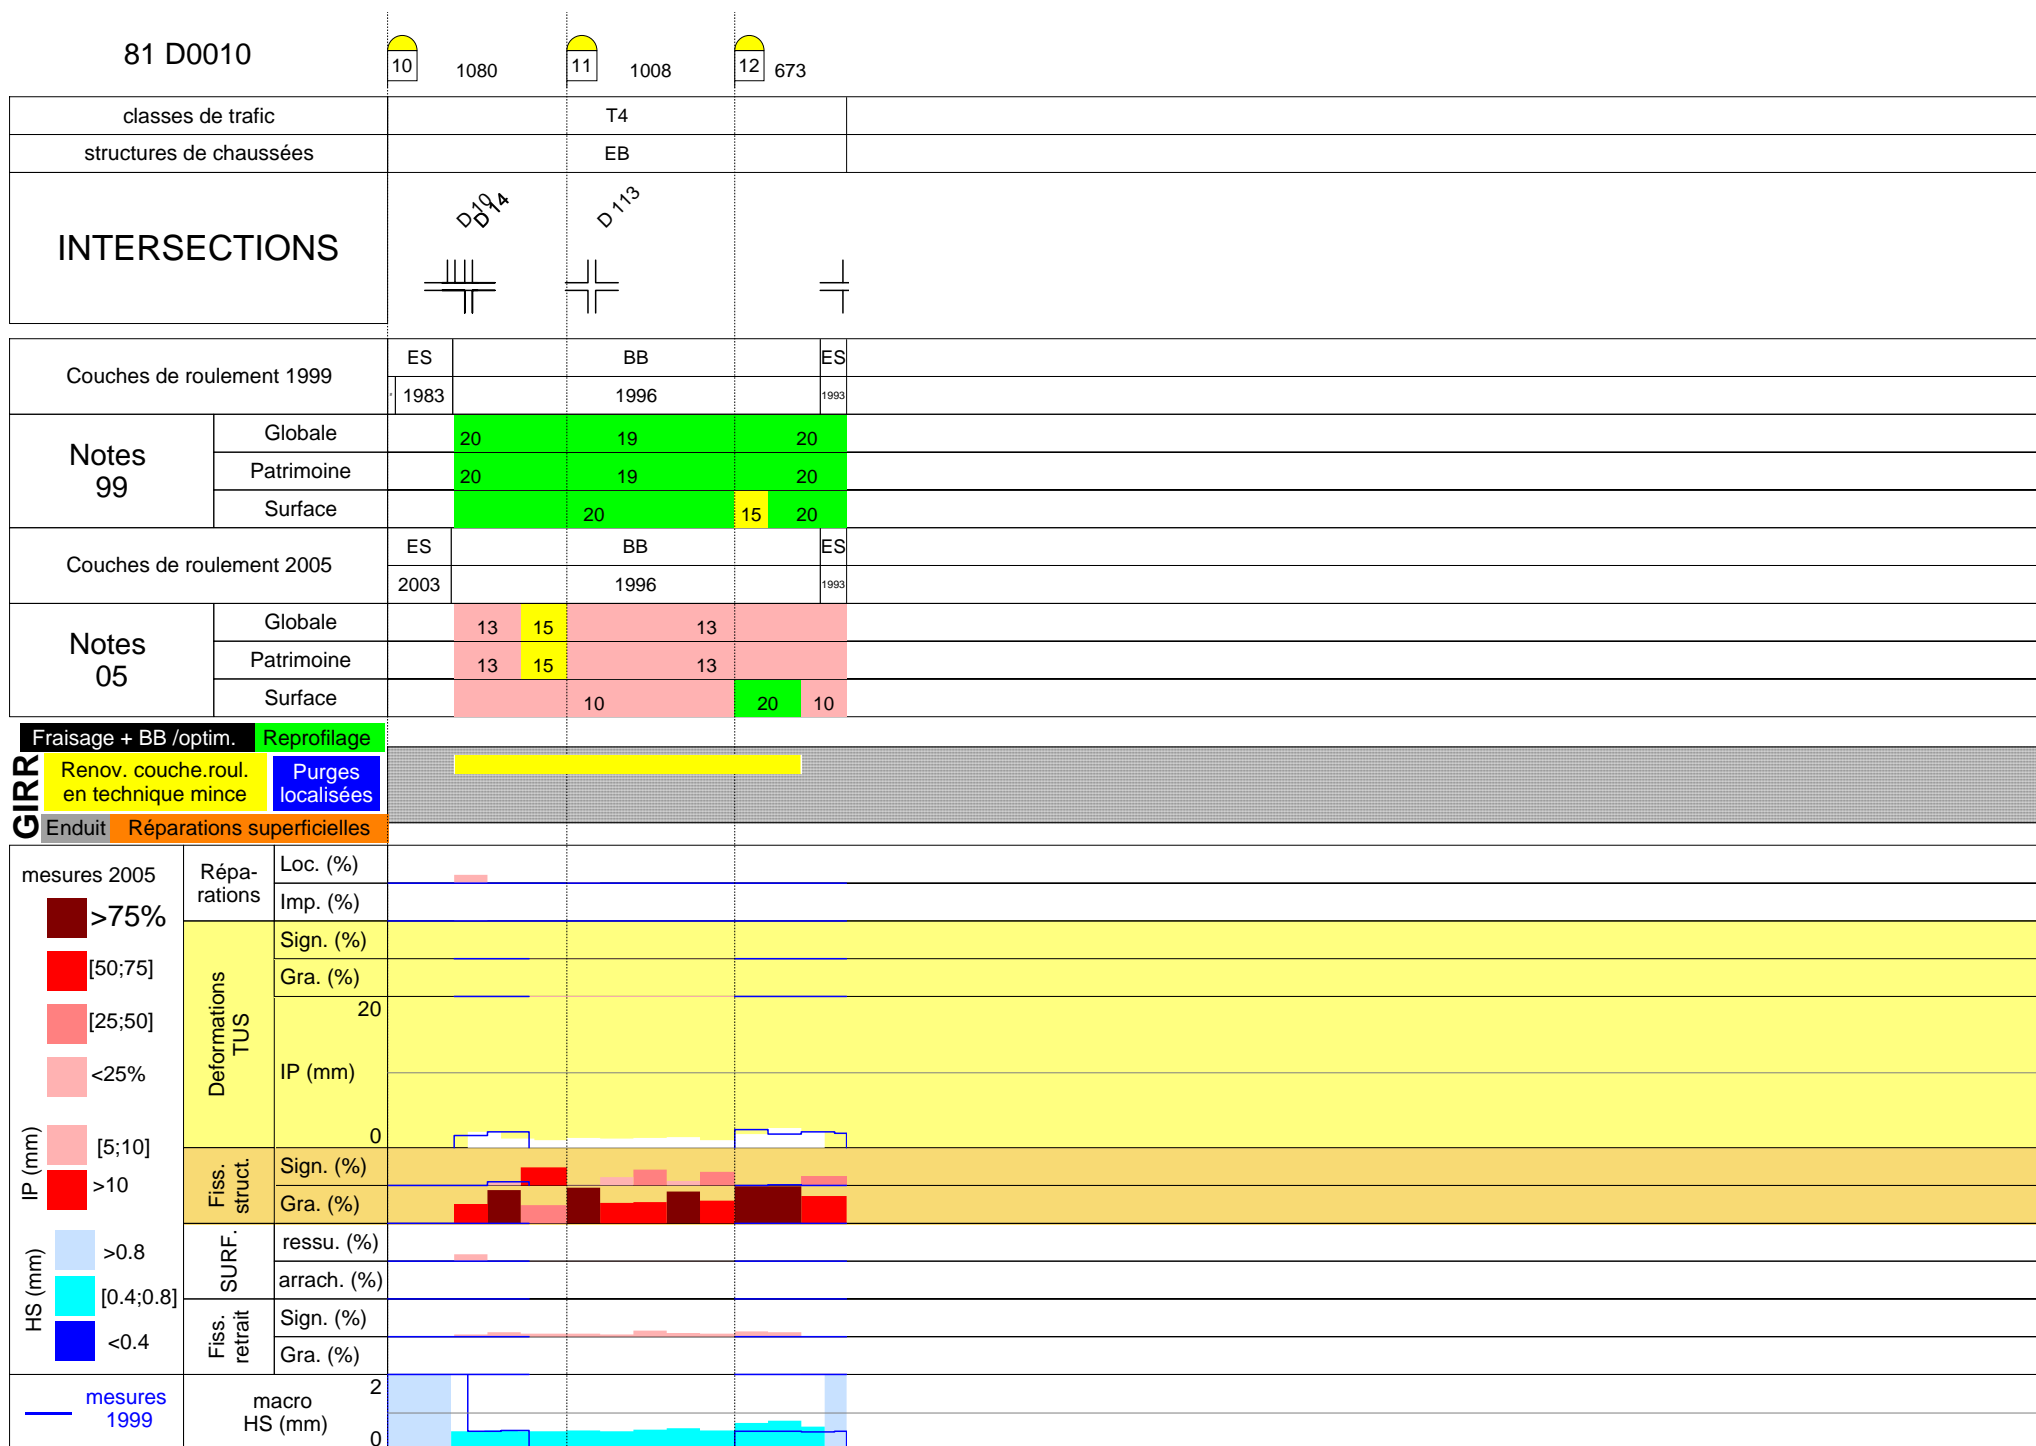 81 D0010
10 1080 11 1008 12 673
classes de trafic T4
structures de chaussées EB
INTERSECTIONS
D 10 D 14 D 113
Couches de roulement 1999
ES BB ES
1983 1996 1993
Notes 99
Globale 20 19 20
Patrimoine 20 19 20
Surface 20 15 20
Couches de roulement 2005
ES BB ES
2003 1996 1993
Notes 05
Globale 13 15 13
Patrimoine 13 15 13
Surface 10 20 10
GIRR
Fraisage + BB /optim. Reprofilage
Renov. couche.roul. en technique mince
Purges localisées
Enduit Réparations superficielles
mesures 2005
>75%
[50;75]
[25;50]
<25%
IP (mm)
[5;10]
>10
HS (mm)
>0.8
[0.4;0.8]
<0.4
mesures 1999
Répa-
rations
Loc. (%)
Imp. (%)
Deformations TUS
Sign. (%)
Gra. (%)
20
IP (mm)
0
Fiss. struct.
Sign. (%)
Gra. (%)
SURF.
ressu. (%)
arrach. (%)
Fiss. retrait
Sign. (%)
Gra. (%)
macro HS (mm)
2
0